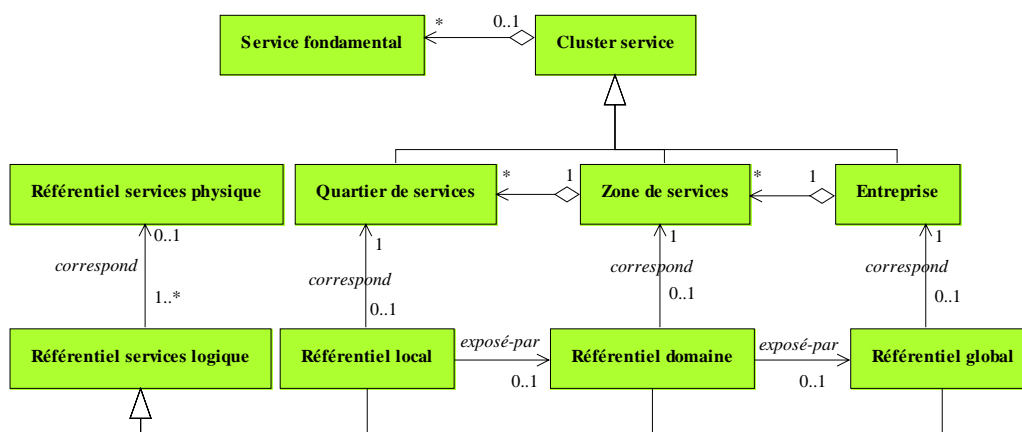 * 0..1
Service fondamental Cluster service
Référentiel services physique Quartier de services * 1 Zone de services * 1 Entreprise
0..1 1 1 1
correspond correspond correspond correspond
1..* 0..1 0..1 0..1
Référentiel services logique Référentiel local exposé-par Référentiel domaine exposé-par Référentiel global
0..1 0..1